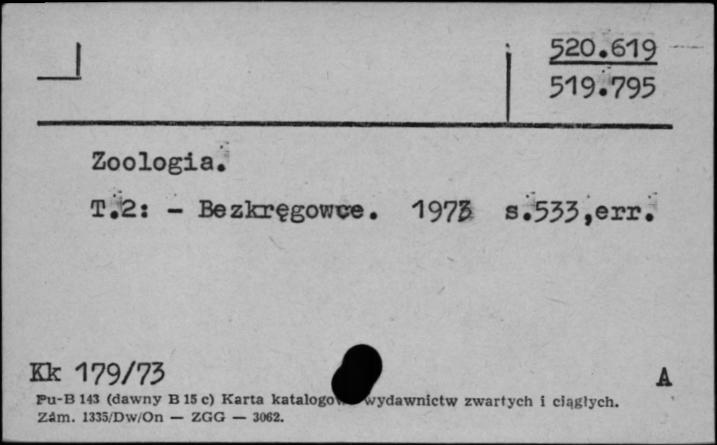 520.619
519.795
Zoologia.
T.2: - Bezkręgowce. 1973 s.533,err.
Kk 179/73 A
Pu-B 143 (dawny B 15 c) Karta katalogowa wydawnictw zwartych i ciągłych.
Zam. 1335/Dw/On — ZGG — 3062.